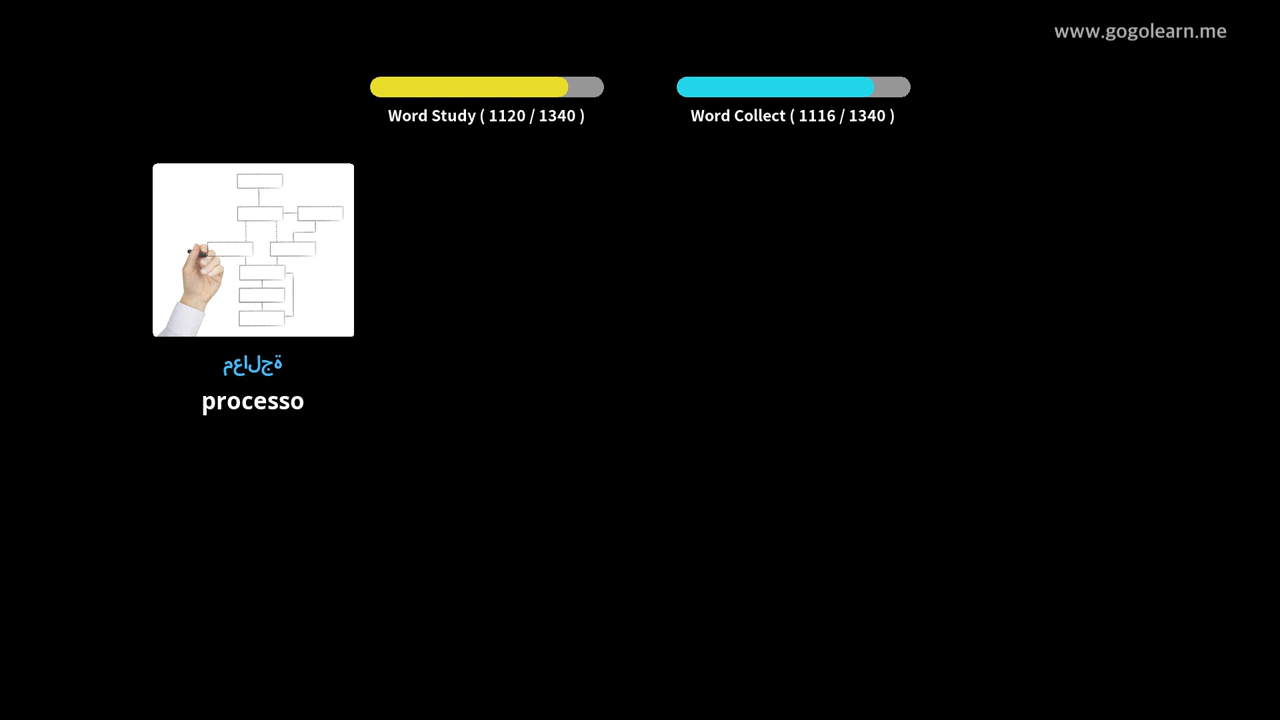 www.gogolearn.me
Word Study ( 1120 / 1340 )
Word Collect ( 1116 / 1340 )
معالجة
processo